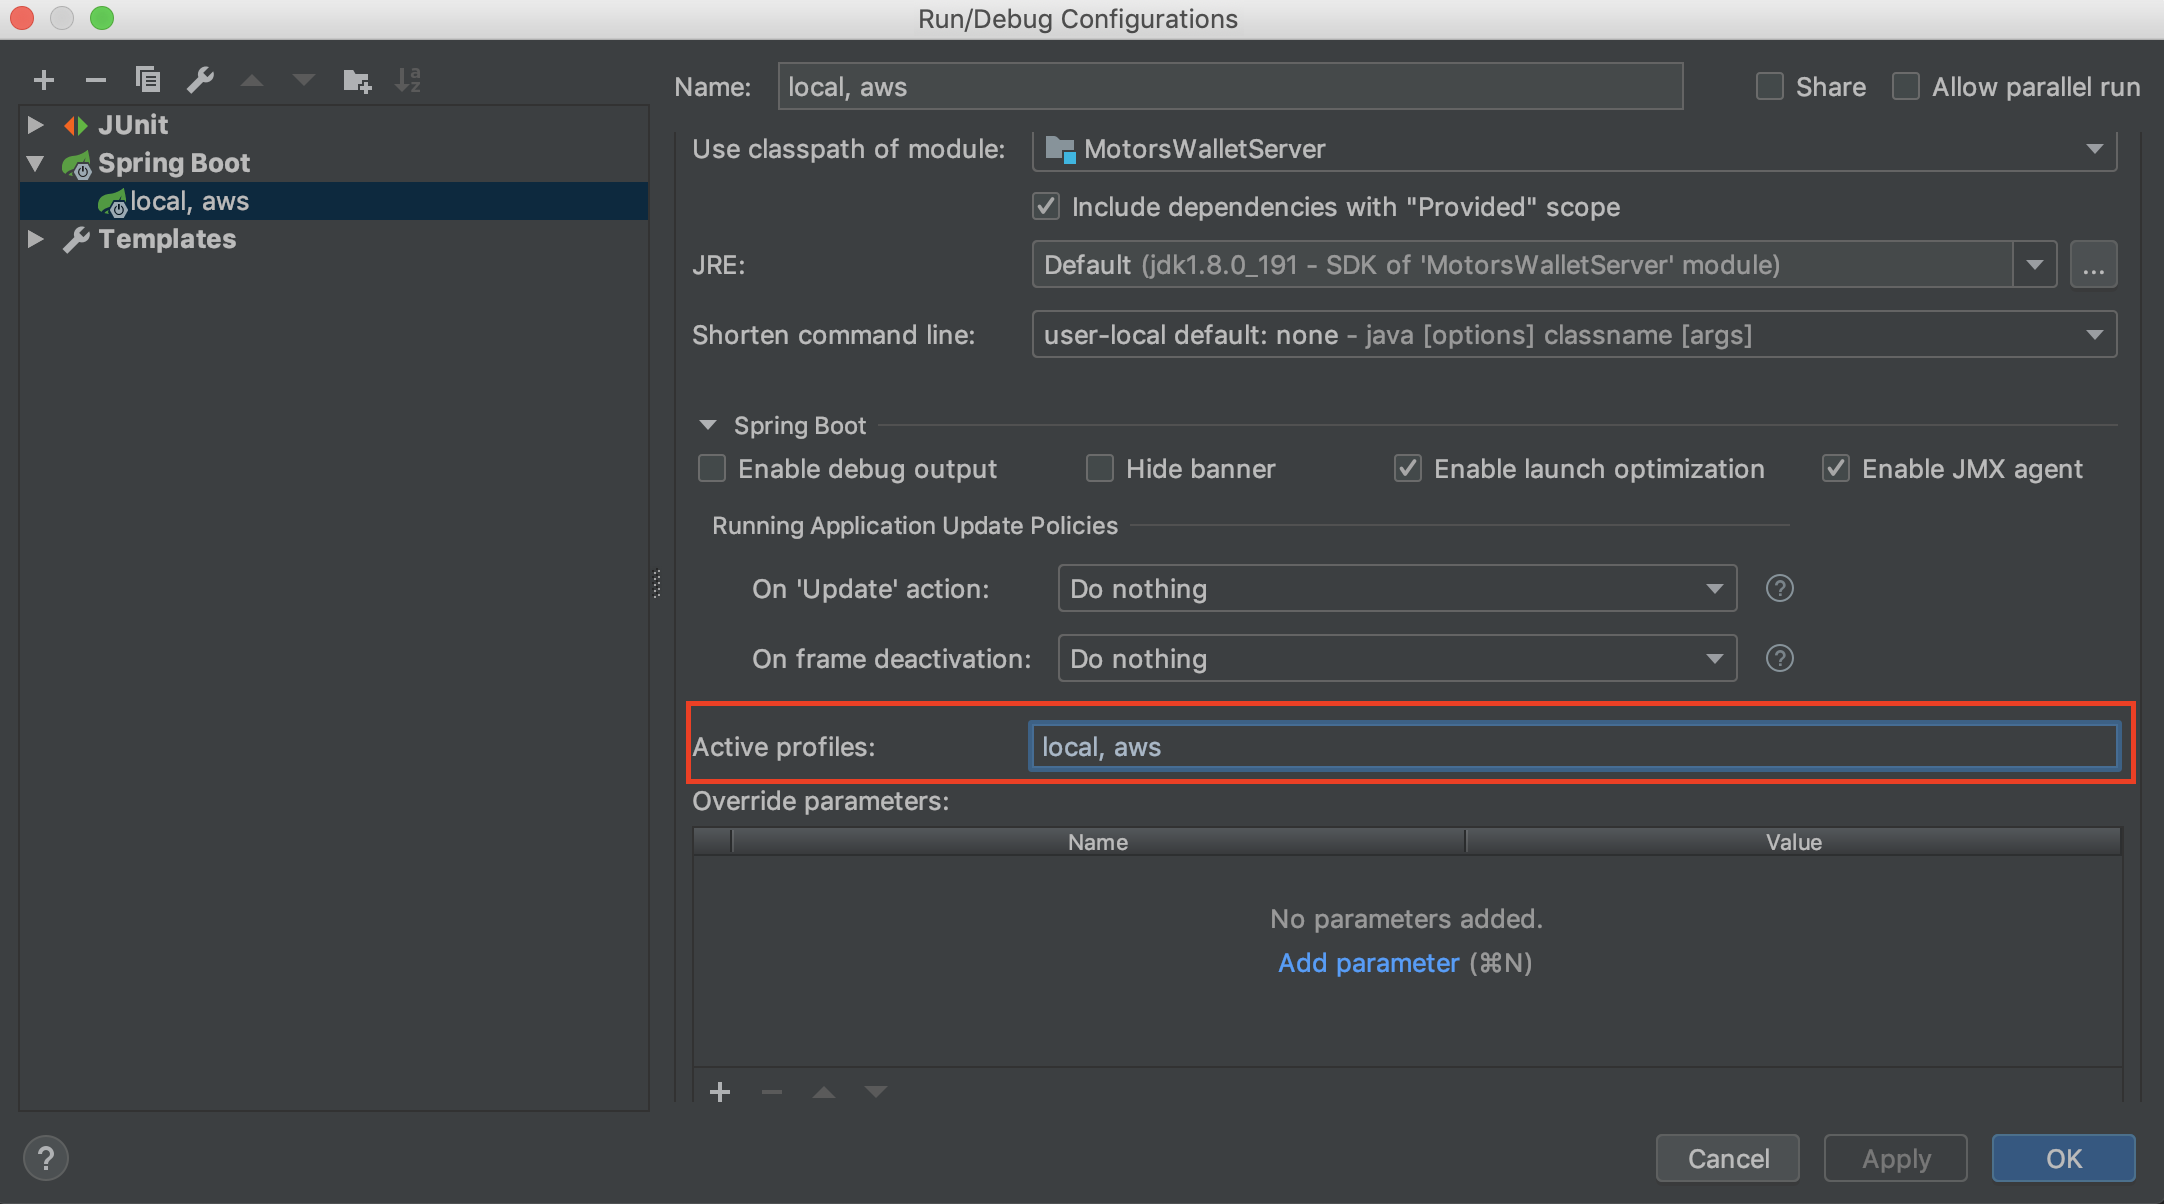 Run/Debug Configurations
Name: local, aws Share Allow parallel run
JUnit
Spring Boot
local, aws
Templates
Use classpath of module: MotorsWalletServer
Include dependencies with "Provided" scope
JRE: Default (jdk1.8.0_191 - SDK of 'MotorsWalletServer' module) ...
Shorten command line: user-local default: none - java [options] classname [args]
Spring Boot
Enable debug output Hide banner Enable launch optimization Enable JMX agent
Running Application Update Policies
On 'Update' action: Do nothing ?
On frame deactivation: Do nothing ?
Active profiles: local, aws
Override parameters:
Name Value
No parameters added.
Add parameter (⌘N)
? Cancel Apply OK